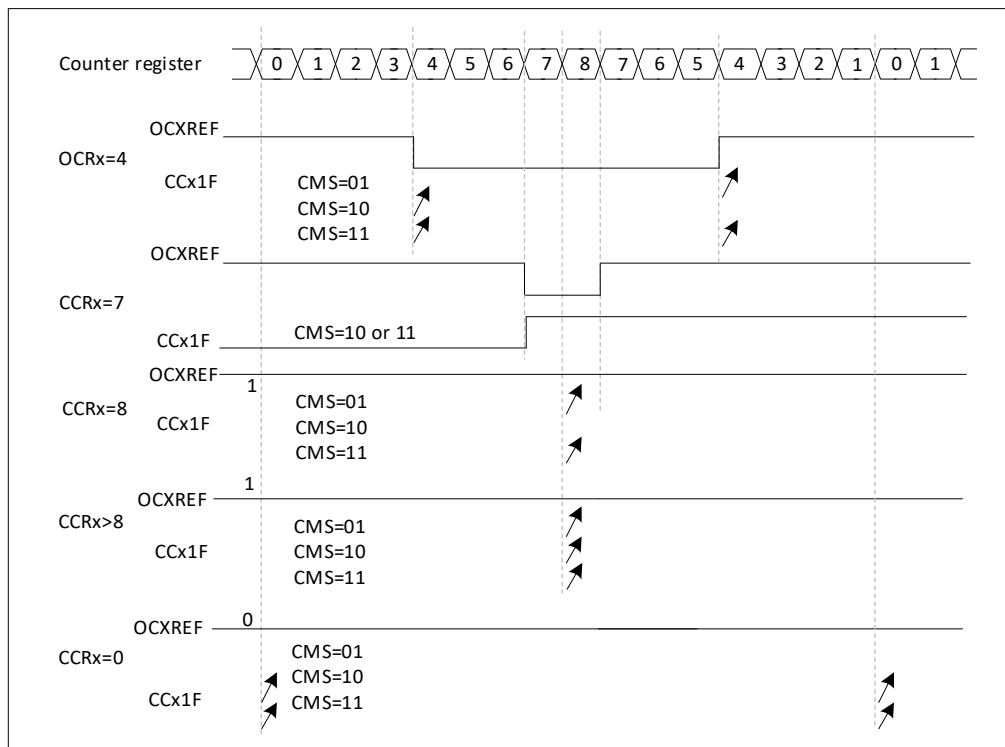 Counter register 0 1 2 3 4 5 6 7 8 7 6 5 4 3 2 1 0 1
OCXREF
OCRx=4
CCx1F
CMS=01
CMS=10
CMS=11
OCXREF
CCRx=7
CCx1F
CMS=10 or 11
OCXREF
1
CCRx=8
CCx1F
CMS=01
CMS=10
CMS=11
OCXREF
1
CCRx>8
CCx1F
CMS=01
CMS=10
CMS=11
OCXREF
0
CCRx=0
CCx1F
CMS=01
CMS=10
CMS=11